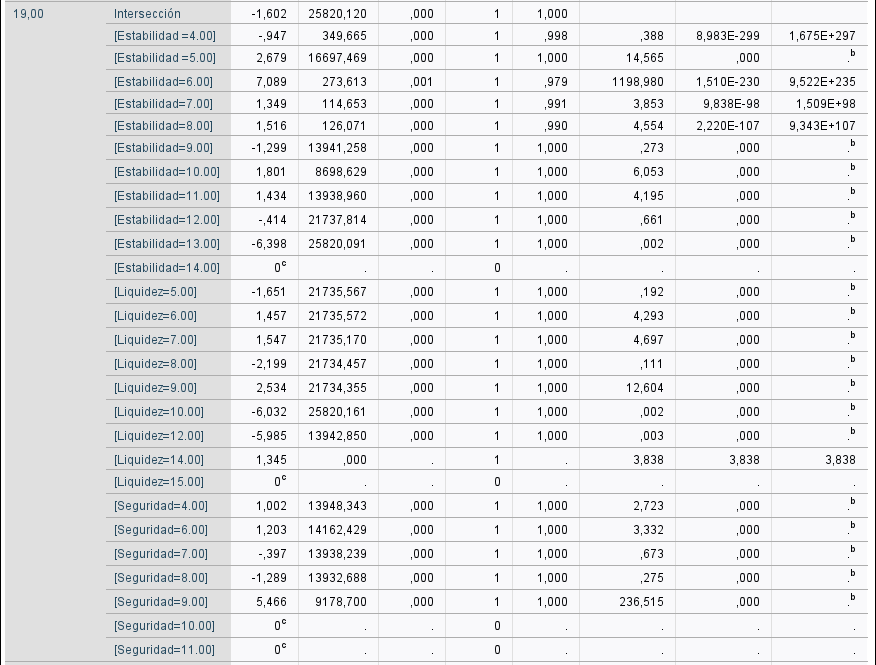 19,00 Intersección -1,602 25820,120 ,000 1 1,000
[Estabilidad =4.00] -,947 349,665 ,000 1 ,998 ,388 8,983E-299 1,675E+297
[Estabilidad =5.00] 2,679 16697,469 ,000 1 1,000 14,565 ,000 .b
[Estabilidad=6.00] 7,089 273,613 ,001 1 ,979 1198,980 1,510E-230 9,522E+235
[Estabilidad=7.00] 1,349 114,653 ,000 1 ,991 3,853 9,838E-98 1,509E+98
[Estabilidad=8.00] 1,516 126,071 ,000 1 ,990 4,554 2,220E-107 9,343E+107
[Estabilidad=9.00] -1,299 13941,258 ,000 1 1,000 ,273 ,000 .b
[Estabilidad=10.00] 1,801 8698,629 ,000 1 1,000 6,053 ,000 .b
[Estabilidad=11.00] 1,434 13938,960 ,000 1 1,000 4,195 ,000 .b
[Estabilidad=12.00] -,414 21737,814 ,000 1 1,000 ,661 ,000 .b
[Estabilidad=13.00] -6,398 25820,091 ,000 1 1,000 ,002 ,000 .b
[Estabilidad=14.00] 0c . . 0 . . . .
[Liquidez=5.00] -1,651 21735,567 ,000 1 1,000 ,192 ,000 .b
[Liquidez=6.00] 1,457 21735,572 ,000 1 1,000 4,293 ,000 .b
[Liquidez=7.00] 1,547 21735,170 ,000 1 1,000 4,697 ,000 .b
[Liquidez=8.00] -2,199 21734,457 ,000 1 1,000 ,111 ,000 .b
[Liquidez=9.00] 2,534 21734,355 ,000 1 1,000 12,604 ,000 .b
[Liquidez=10.00] -6,032 25820,161 ,000 1 1,000 ,002 ,000 .b
[Liquidez=12.00] -5,985 13942,850 ,000 1 1,000 ,003 ,000 .b
[Liquidez=14.00] 1,345 ,000 . 1 . 3,838 3,838 3,838
[Liquidez=15.00] 0c . . 0 . . . .
[Seguridad=4.00] 1,002 13948,343 ,000 1 1,000 2,723 ,000 .b
[Seguridad=6.00] 1,203 14162,429 ,000 1 1,000 3,332 ,000 .b
[Seguridad=7.00] -,397 13938,239 ,000 1 1,000 ,673 ,000 .b
[Seguridad=8.00] -1,289 13932,688 ,000 1 1,000 ,275 ,000 .b
[Seguridad=9.00] 5,466 9178,700 ,000 1 1,000 236,515 ,000 .b
[Seguridad=10.00] 0c . . 0 . . . .
[Seguridad=11.00] 0c . . 0 . . . .